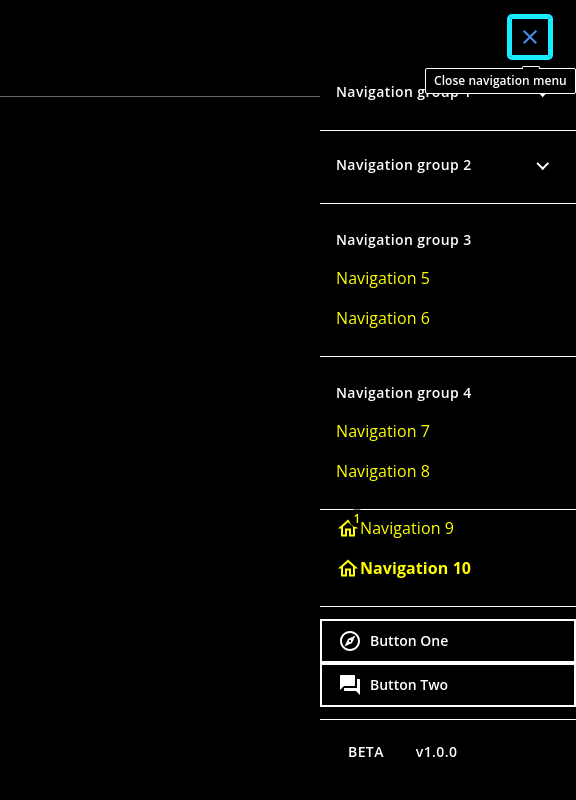 Close navigation menu
Navigation group 1
Navigation group 2
Navigation group 3
Navigation 5
Navigation 6
Navigation group 4
Navigation 7
Navigation 8
1
Navigation 9
Navigation 10
Button One
Button Two
BETA v1.0.0